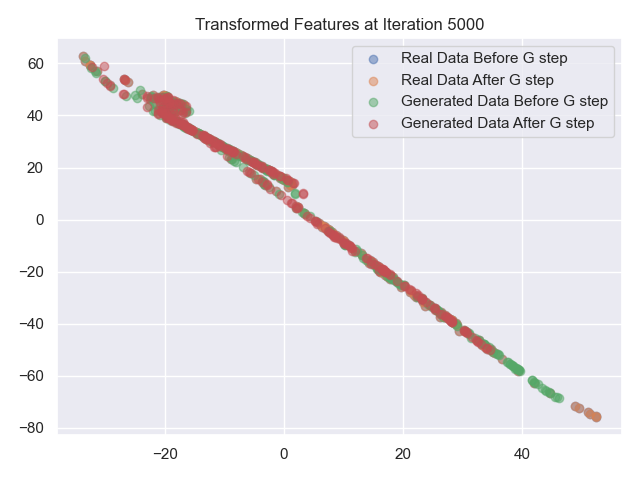 Transformed Features at Iteration 5000
Real Data Before G step
Real Data After G step
Generated Data Before G step
Generated Data After G step
60
40
20
0
−20
−40
−60
−80
−20 0 20 40